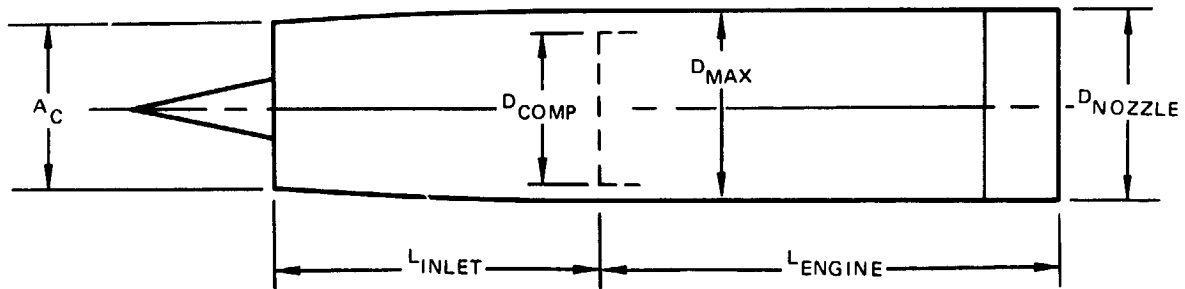 A_C
D_COMP
D_MAX
D_NOZZLE
L_INLET
L_ENGINE